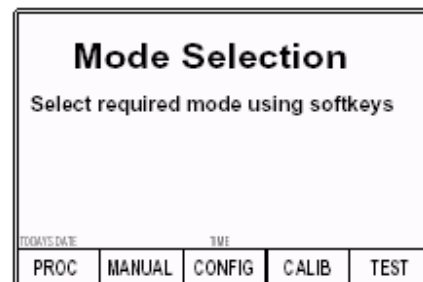 Mode Selection
Select required mode using softkeys
TODAYS DATE TIME
PROC MANUAL CONFIG CALIB TEST